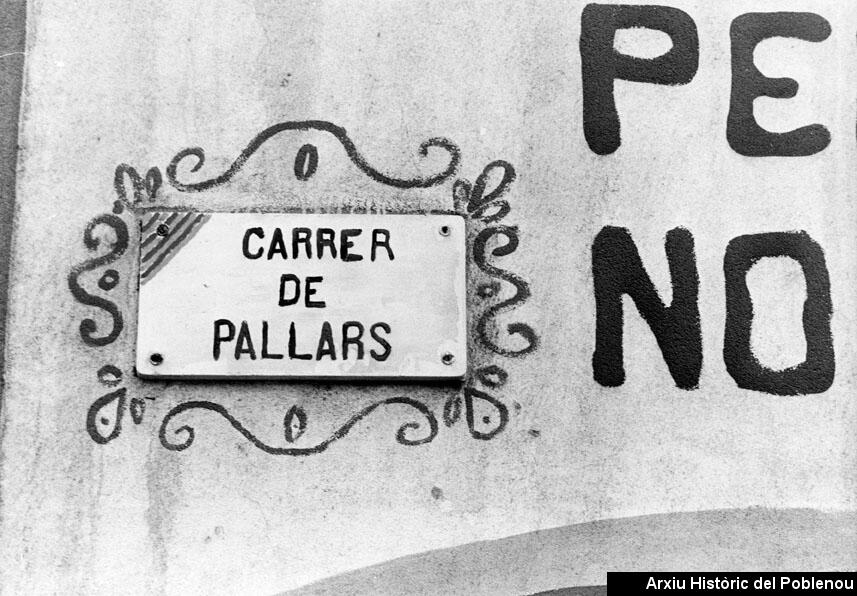 CARRER
DE
PALLARS
PE
NO
Arxiu Històric del Poblenou